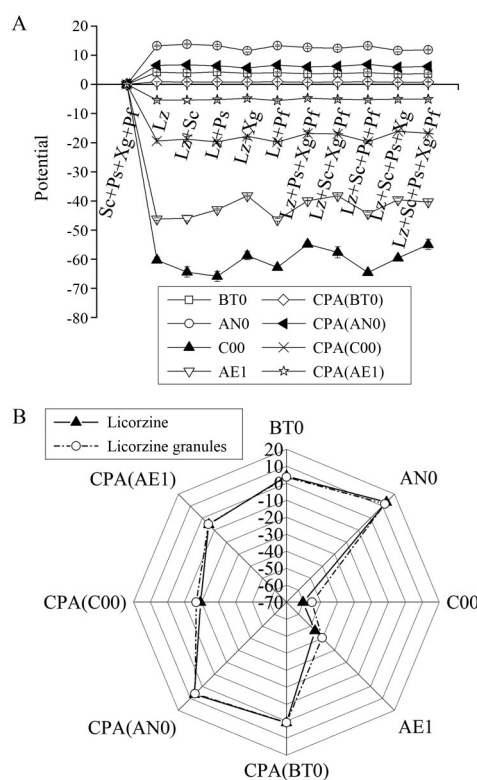 A
20
10
0
-10
-20
-30
-40
-50
-60
-70
-80
Potential
Sc+Ps+Xg+Pf
Lz
Lz+Sc
Lz+Ps
Lz+Xg
Lz+Pf
Lz+Ps+Xg+Pf
Lz+Sc+Xg+Pf
Lz+Sc+Ps+Pf
Lz+Sc+Ps+Xg
Lz+Sc+Ps+Xg+Pf
BT0 CPA(BT0)
AN0 CPA(AN0)
C00 CPA(C00)
AE1 CPA(AE1)
B
Licorzine
Licorzine granules
BT0
AN0
C00
AE1
CPA(BT0)
CPA(AN0)
CPA(C00)
CPA(AE1)
20
10
0
-10
-20
-30
-40
-50
-60
-70